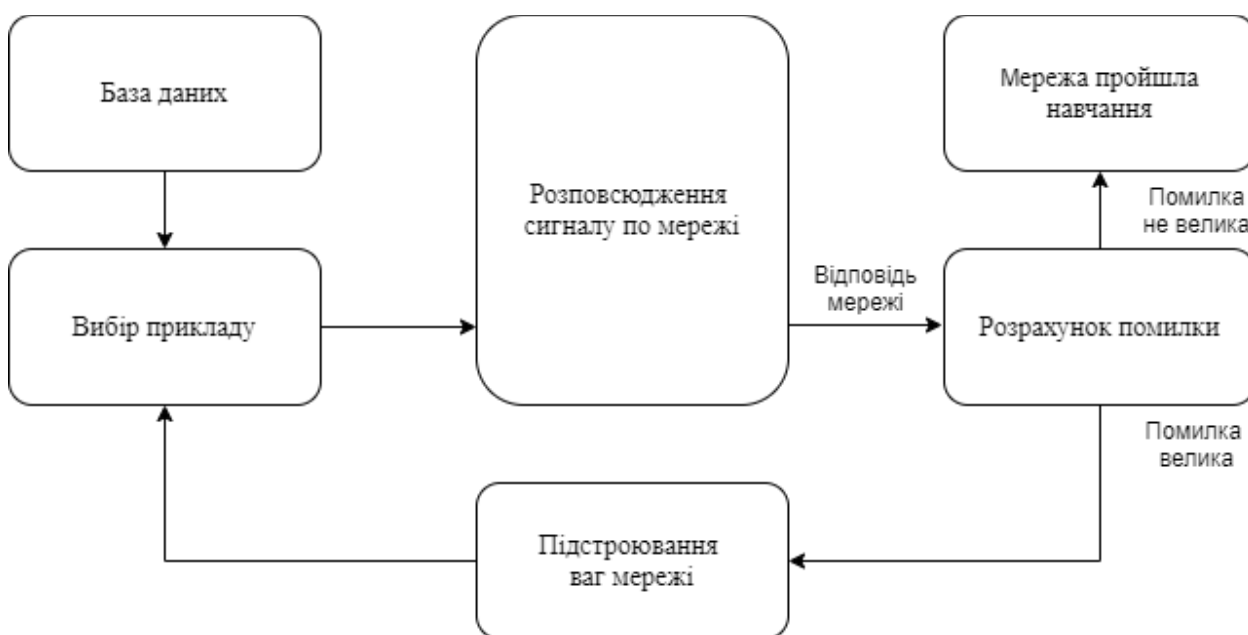 База даних
Розповсюдження
сигналу по мережі
Мережа пройшла
навчання
Помилка
не велика
Вибір прикладу
Відповідь
мережі
Розрахунок помилки
Помилка
велика
Підстроювання
ваг мережі